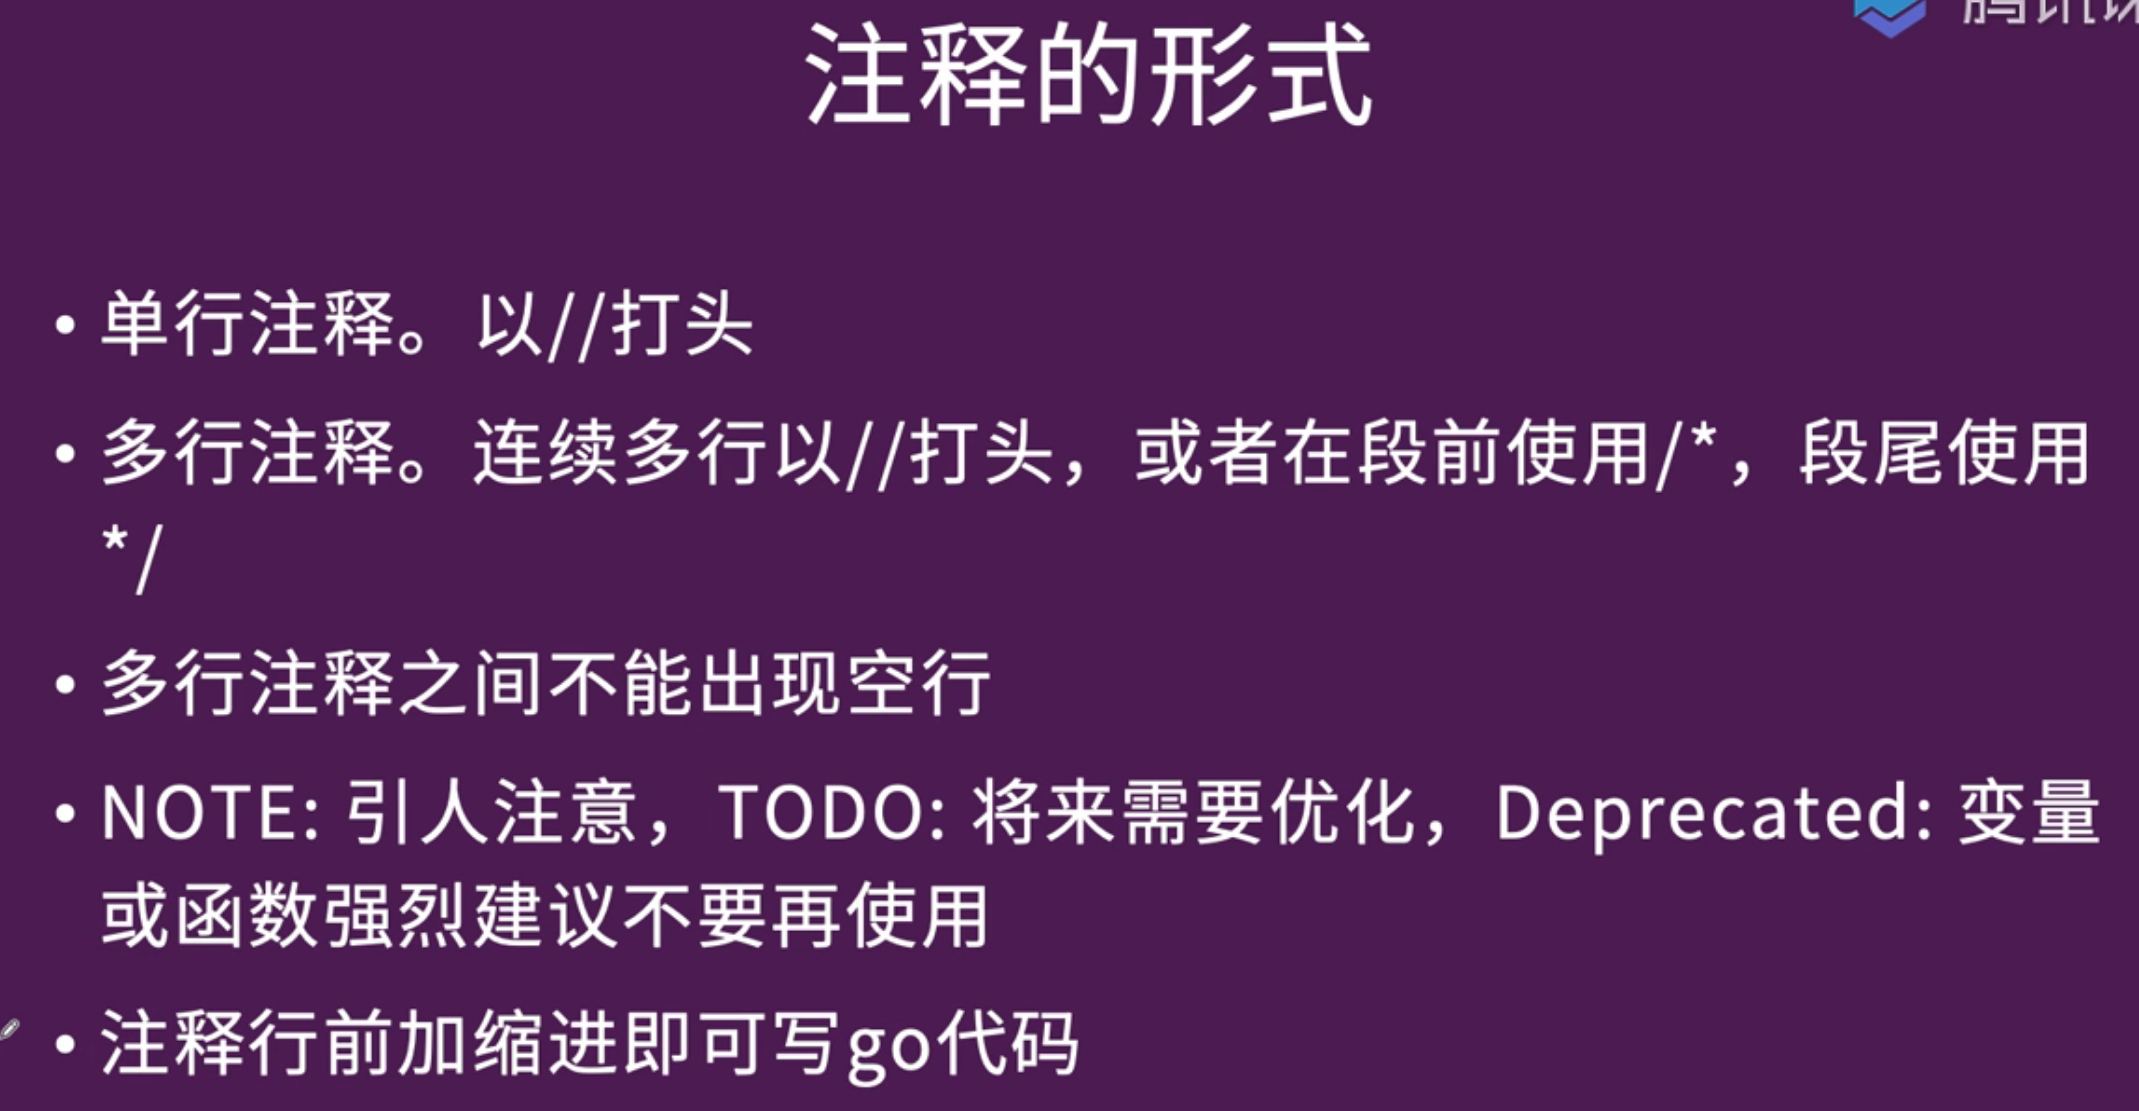 注释的形式
• 单行注释。以//打头
• 多行注释。连续多行以//打头，或者在段前使用/*，段尾使用
*/
• 多行注释之间不能出现空行
• NOTE: 引人注意，TODO: 将来需要优化，Deprecated: 变量
或函数强烈建议不要再使用
• 注释行前加缩进即可写go代码